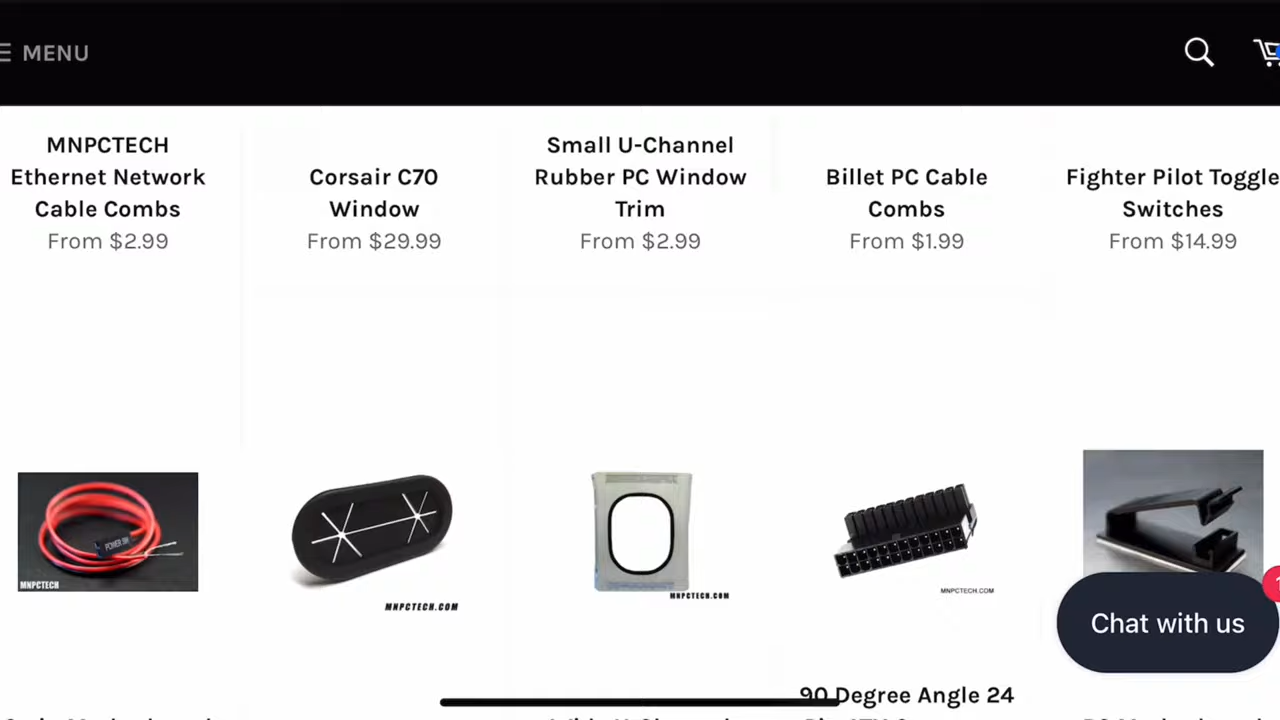 MENU
MNPCTECH
Ethernet Network
Cable Combs
From $2.99
Corsair C70
Window
From $29.99
Small U-Channel
Rubber PC Window
Trim
From $2.99
Billet PC Cable
Combs
From $1.99
Fighter Pilot Toggle
Switches
From $14.99
POWER SW
MNPCTECH
MNPCTECH.COM
MNPCTECH.COM
MNPCTECH.COM
Chat with us
90 Degree Angle 24